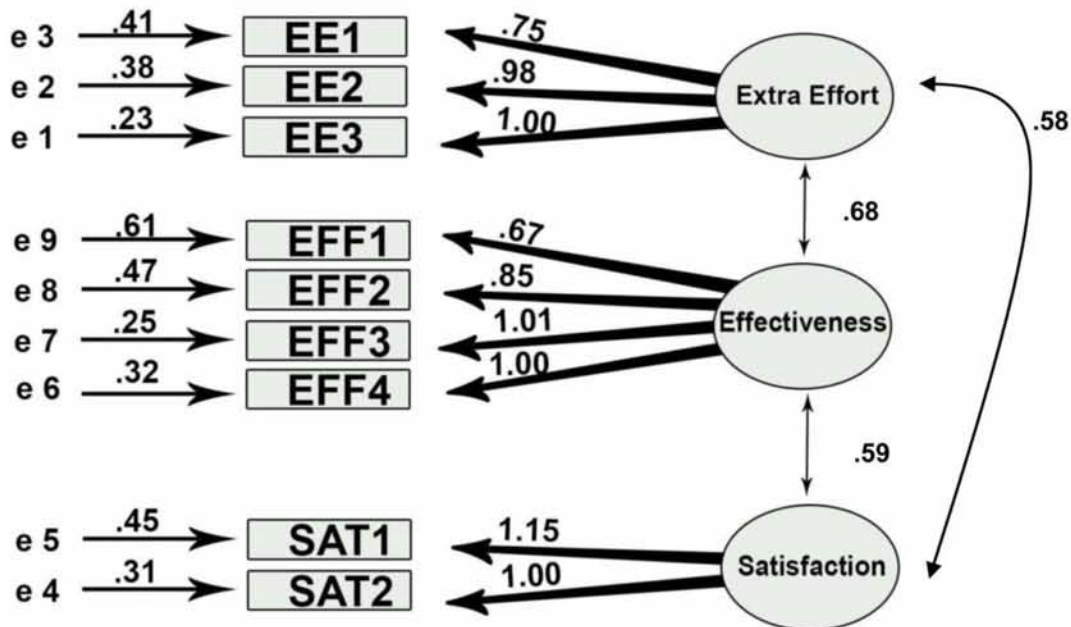 e 3 .41 EE1 .75
e 2 .38 EE2 .98 Extra Effort
e 1 .23 EE3 1.00
.58
.68
e 9 .61 EFF1 .67
e 8 .47 EFF2 .85
e 7 .25 EFF3 1.01 Effectiveness
e 6 .32 EFF4 1.00
.59
e 5 .45 SAT1 1.15
e 4 .31 SAT2 1.00 Satisfaction